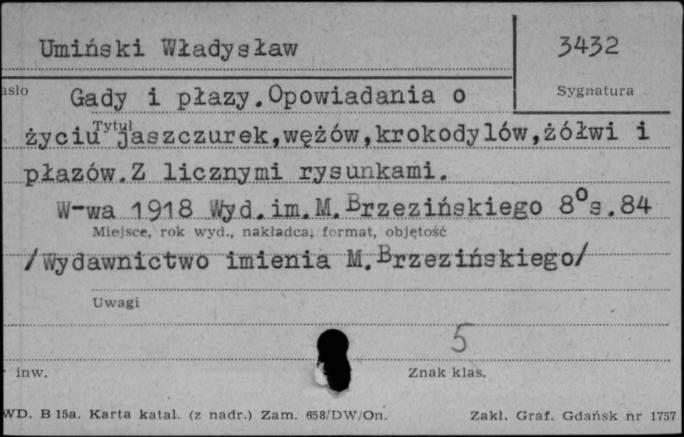 Umiński Władysław
3432
asło
Sygnatura
Gady i płazy.Opowiadania o
Tytuł
życiu jaszczurek,wężów,krokodylów,żółwi i
płazów.Z licznymi rysunkami.
W-wa 1918 Wyd.im.M.Brzezińskiego 8°s.84
Miejsce, rok wyd., nakładca, format, objętość
/Wydawnictwo imienia M.Brzezińskiego/
Uwagi
5
inw.
Znak klas.
WD. B 15a. Karta katal. (z nadr.) Zam. 658/DW/On.
Zakł. Graf. Gdańsk nr 1757